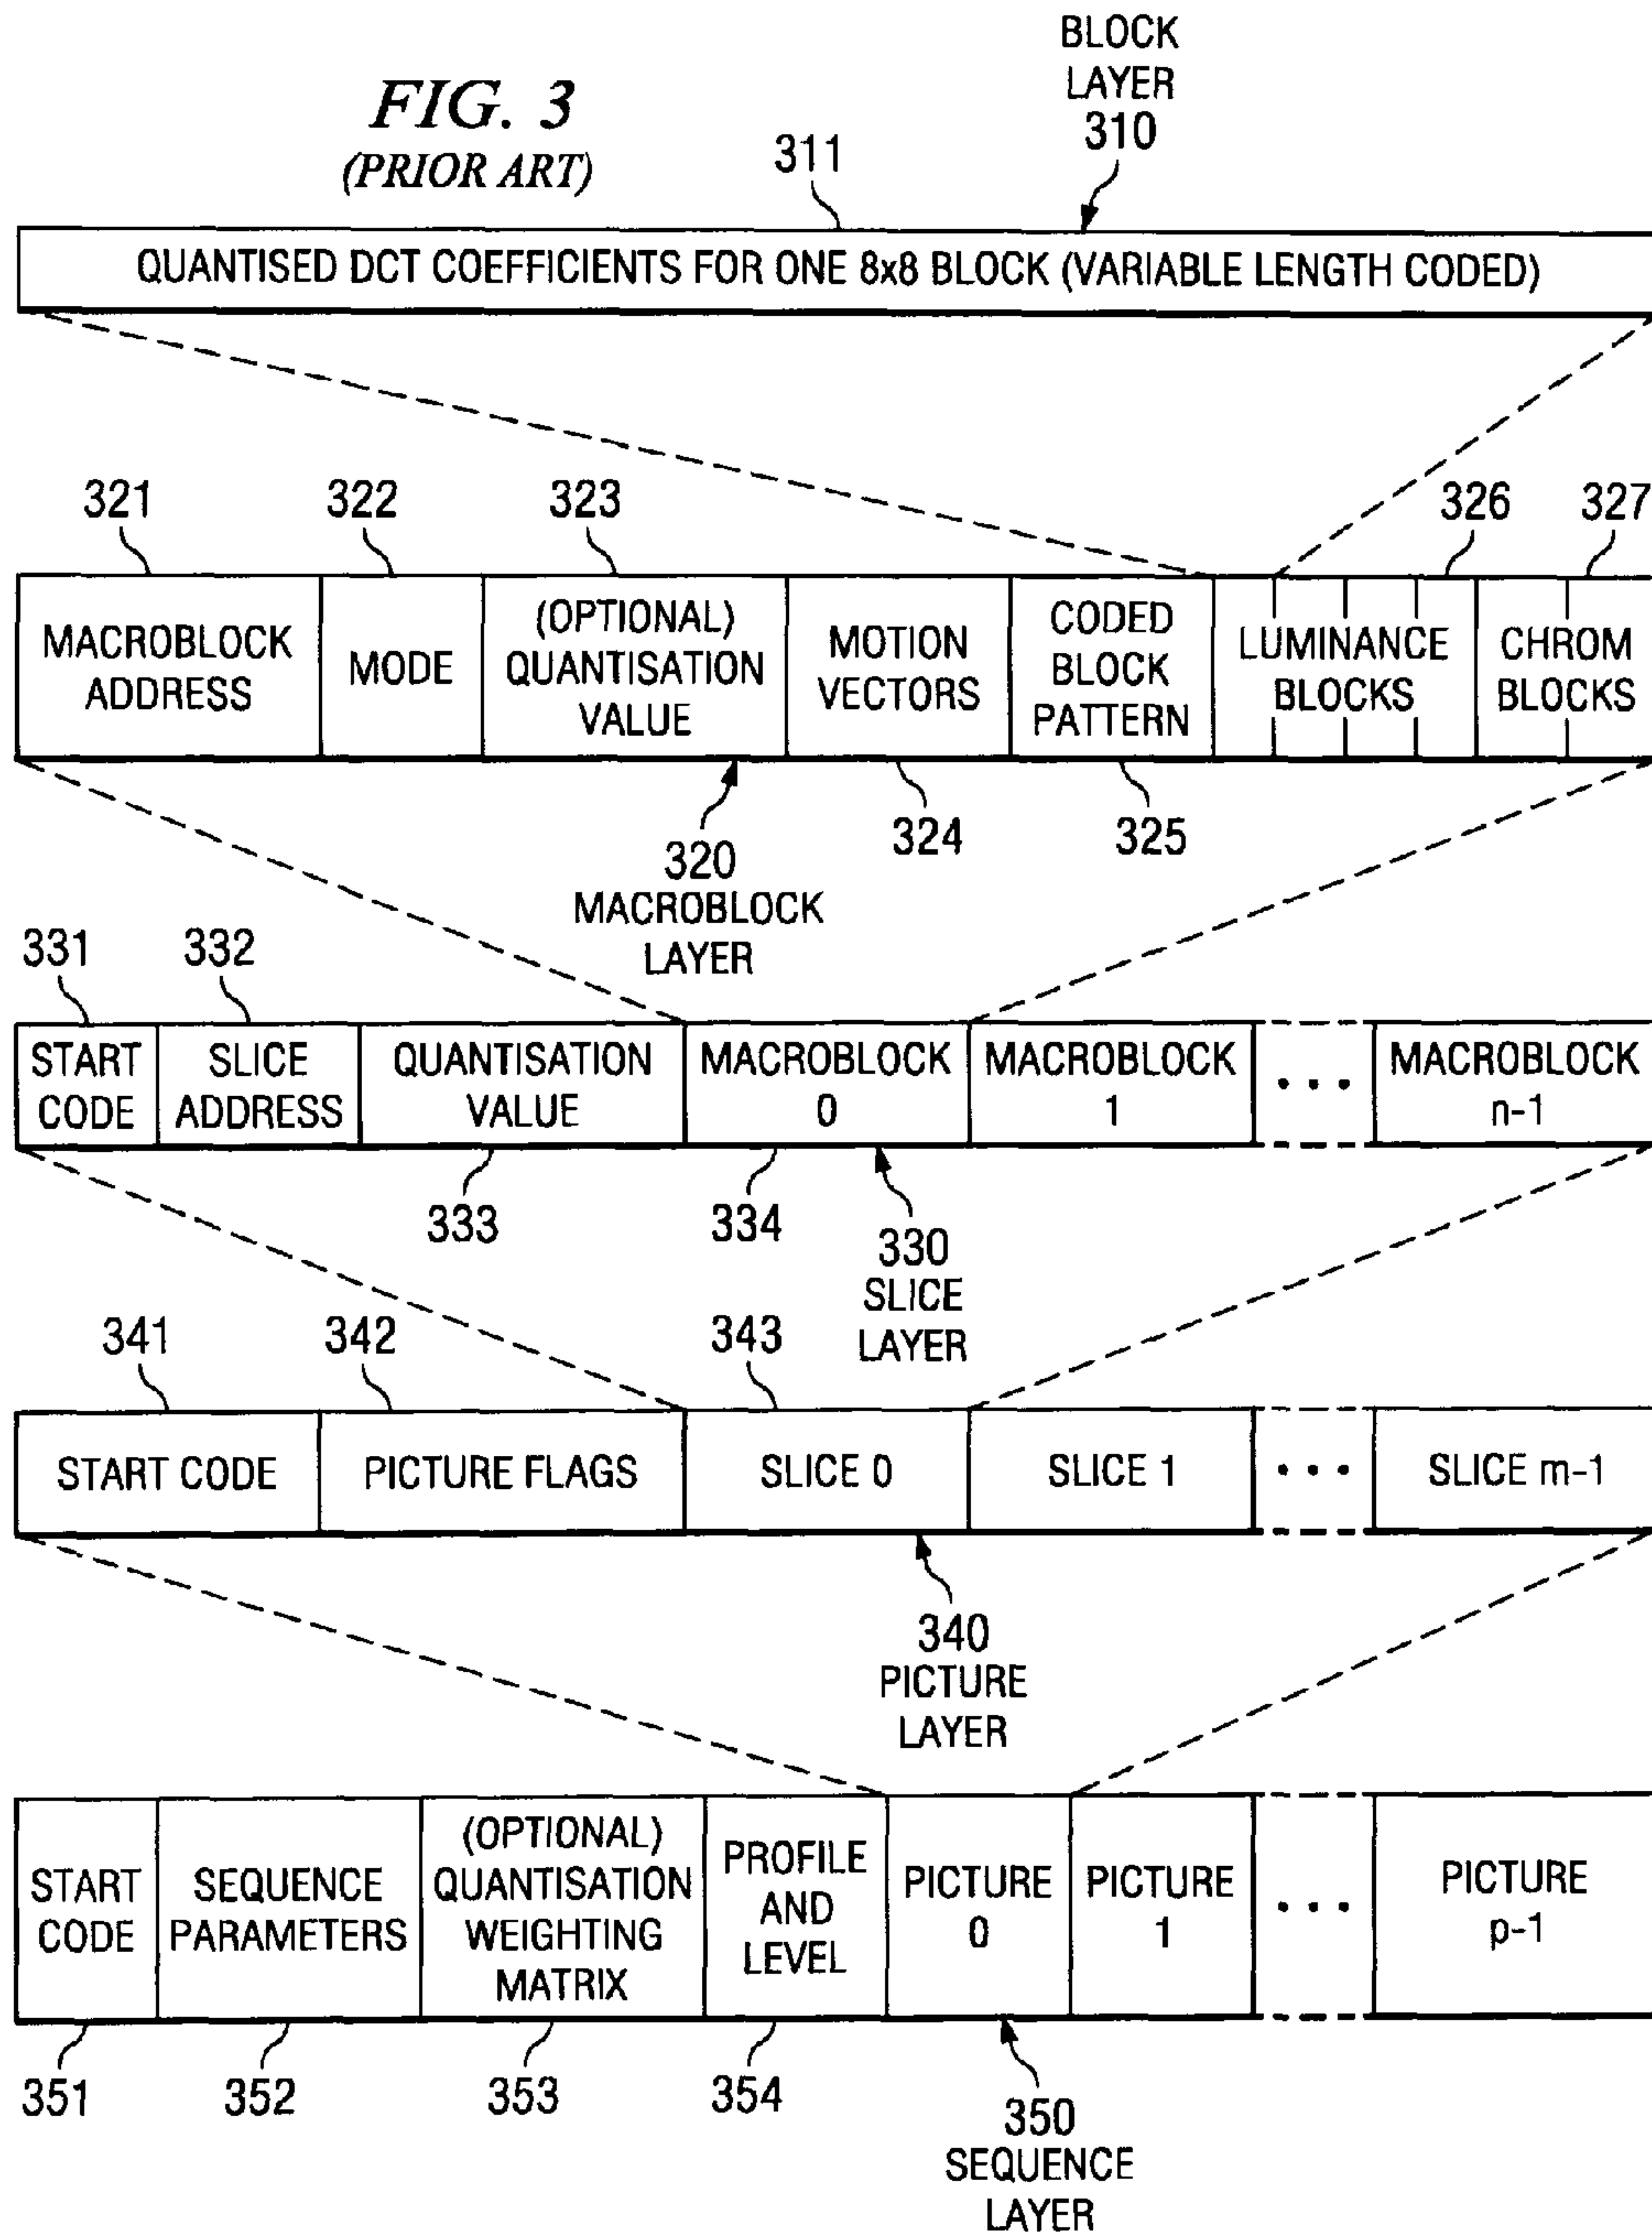 FIG. 3
(PRIOR ART)
BLOCK
LAYER
310
311
QUANTISED DCT COEFFICIENTS FOR ONE 8x8 BLOCK (VARIABLE LENGTH CODED)
321
322
323
326
327
MACROBLOCK
ADDRESS
MODE
(OPTIONAL)
QUANTISATION
VALUE
MOTION
VECTORS
CODED
BLOCK
PATTERN
LUMINANCE
BLOCKS
CHROM
BLOCKS
320
MACROBLOCK
LAYER
324
325
331
332
START
CODE
SLICE
ADDRESS
QUANTISATION
VALUE
MACROBLOCK
0
MACROBLOCK
1
• • •
MACROBLOCK
n-1
333
334
330
SLICE
LAYER
341
342
343
START CODE
PICTURE FLAGS
SLICE 0
SLICE 1
• • •
SLICE m-1
340
PICTURE
LAYER
START
CODE
SEQUENCE
PARAMETERS
(OPTIONAL)
QUANTISATION
WEIGHTING
MATRIX
PROFILE
AND
LEVEL
PICTURE
0
PICTURE
1
• • •
PICTURE
p-1
351
352
353
354
350
SEQUENCE
LAYER